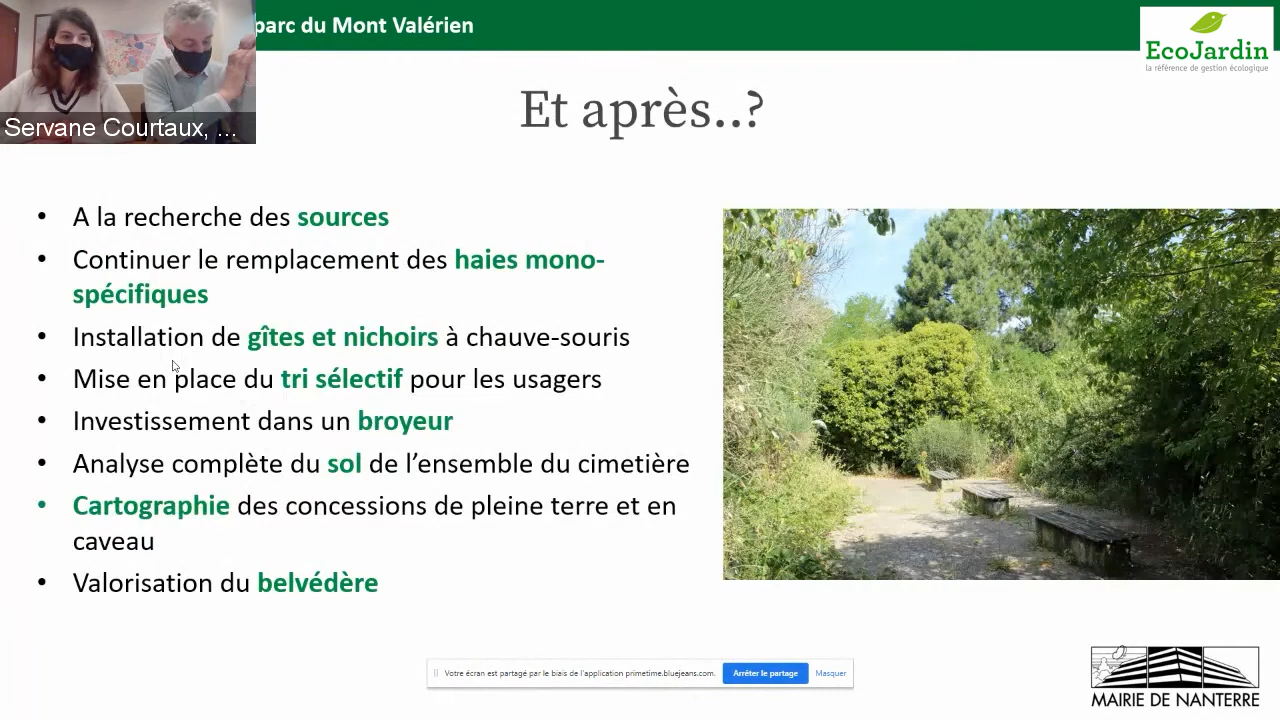 parc du Mont Valérien
EcoJardin
la référence de gestion écologique
Servane Courtaux, ...
Et après..?
• A la recherche des sources
• Continuer le remplacement des haies mono-
spécifiques
• Installation de gîtes et nichoirs à chauve-souris
• Mise en place du tri sélectif pour les usagers
• Investissement dans un broyeur
• Analyse complète du sol de l’ensemble du cimetière
• Cartographie des concessions de pleine terre et en
caveau
• Valorisation du belvédère
Votre écran est partagé par le biais de l'application primetime.bluejeans.com. Arrêter le partage Masquer
MAIRIE DE NANTERRE